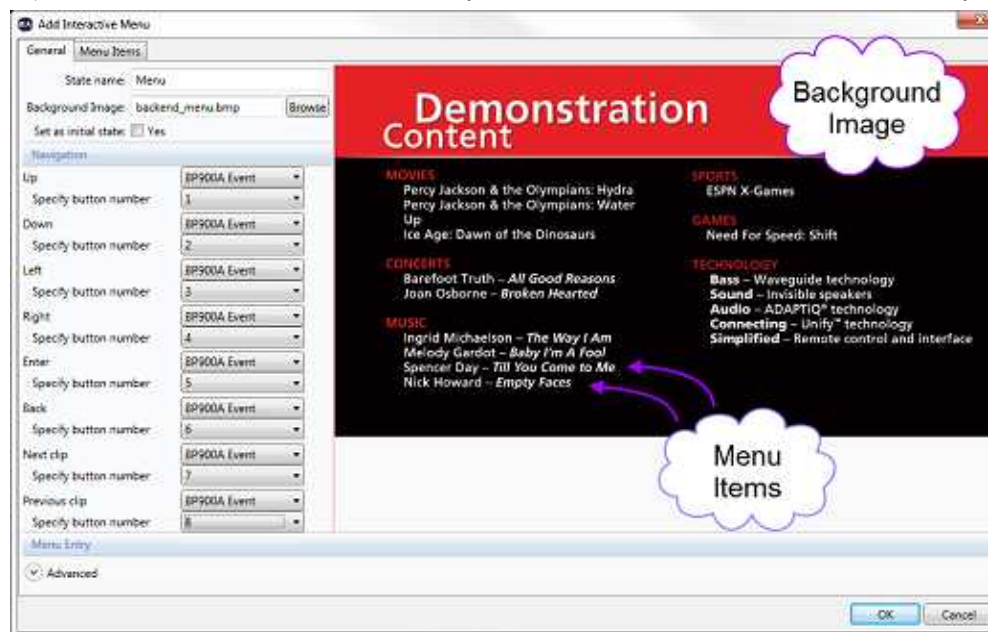 Add Interactive Menu
General Menu Items
State name: Menu
Background Image: backend_menu.bmp Browse
Set as initial state: Yes
Navigation
Up BP900A Event
Specify button number 1
Down BP900A Event
Specify button number 2
Left BP900A Event
Specify button number 3
Right BP900A Event
Specify button number 4
Enter BP900A Event
Specify button number 5
Back BP900A Event
Specify button number 6
Next clip BP900A Event
Specify button number 7
Previous clip BP900A Event
Specify button number 8
Menu Entry
Advanced
Demonstration
Content
MOVIES
Percy Jackson & the Olympians: Hydra
Percy Jackson & the Olympians: Water
Up
Ice Age: Dawn of the Dinosaurs
CONCERTS
Barefoot Truth – All Good Reasons
Joan Osborne – Broken Hearted
MUSIC
Ingrid Michaelson – The Way I Am
Melody Gardot – Baby I'm A Fool
Spencer Day – Till You Come to Me
Nick Howard – Empty Faces
SPORTS
ESPN X-Games
GAMES
Need For Speed: Shift
TECHNOLOGY
Bass – Waveguide technology
Sound – Invisible speakers
Audio – ADAPTiQ® technology
Connecting – Unify™ technology
Simplified – Remote control and interface
Background
Image
Menu
Items
OK Cancel